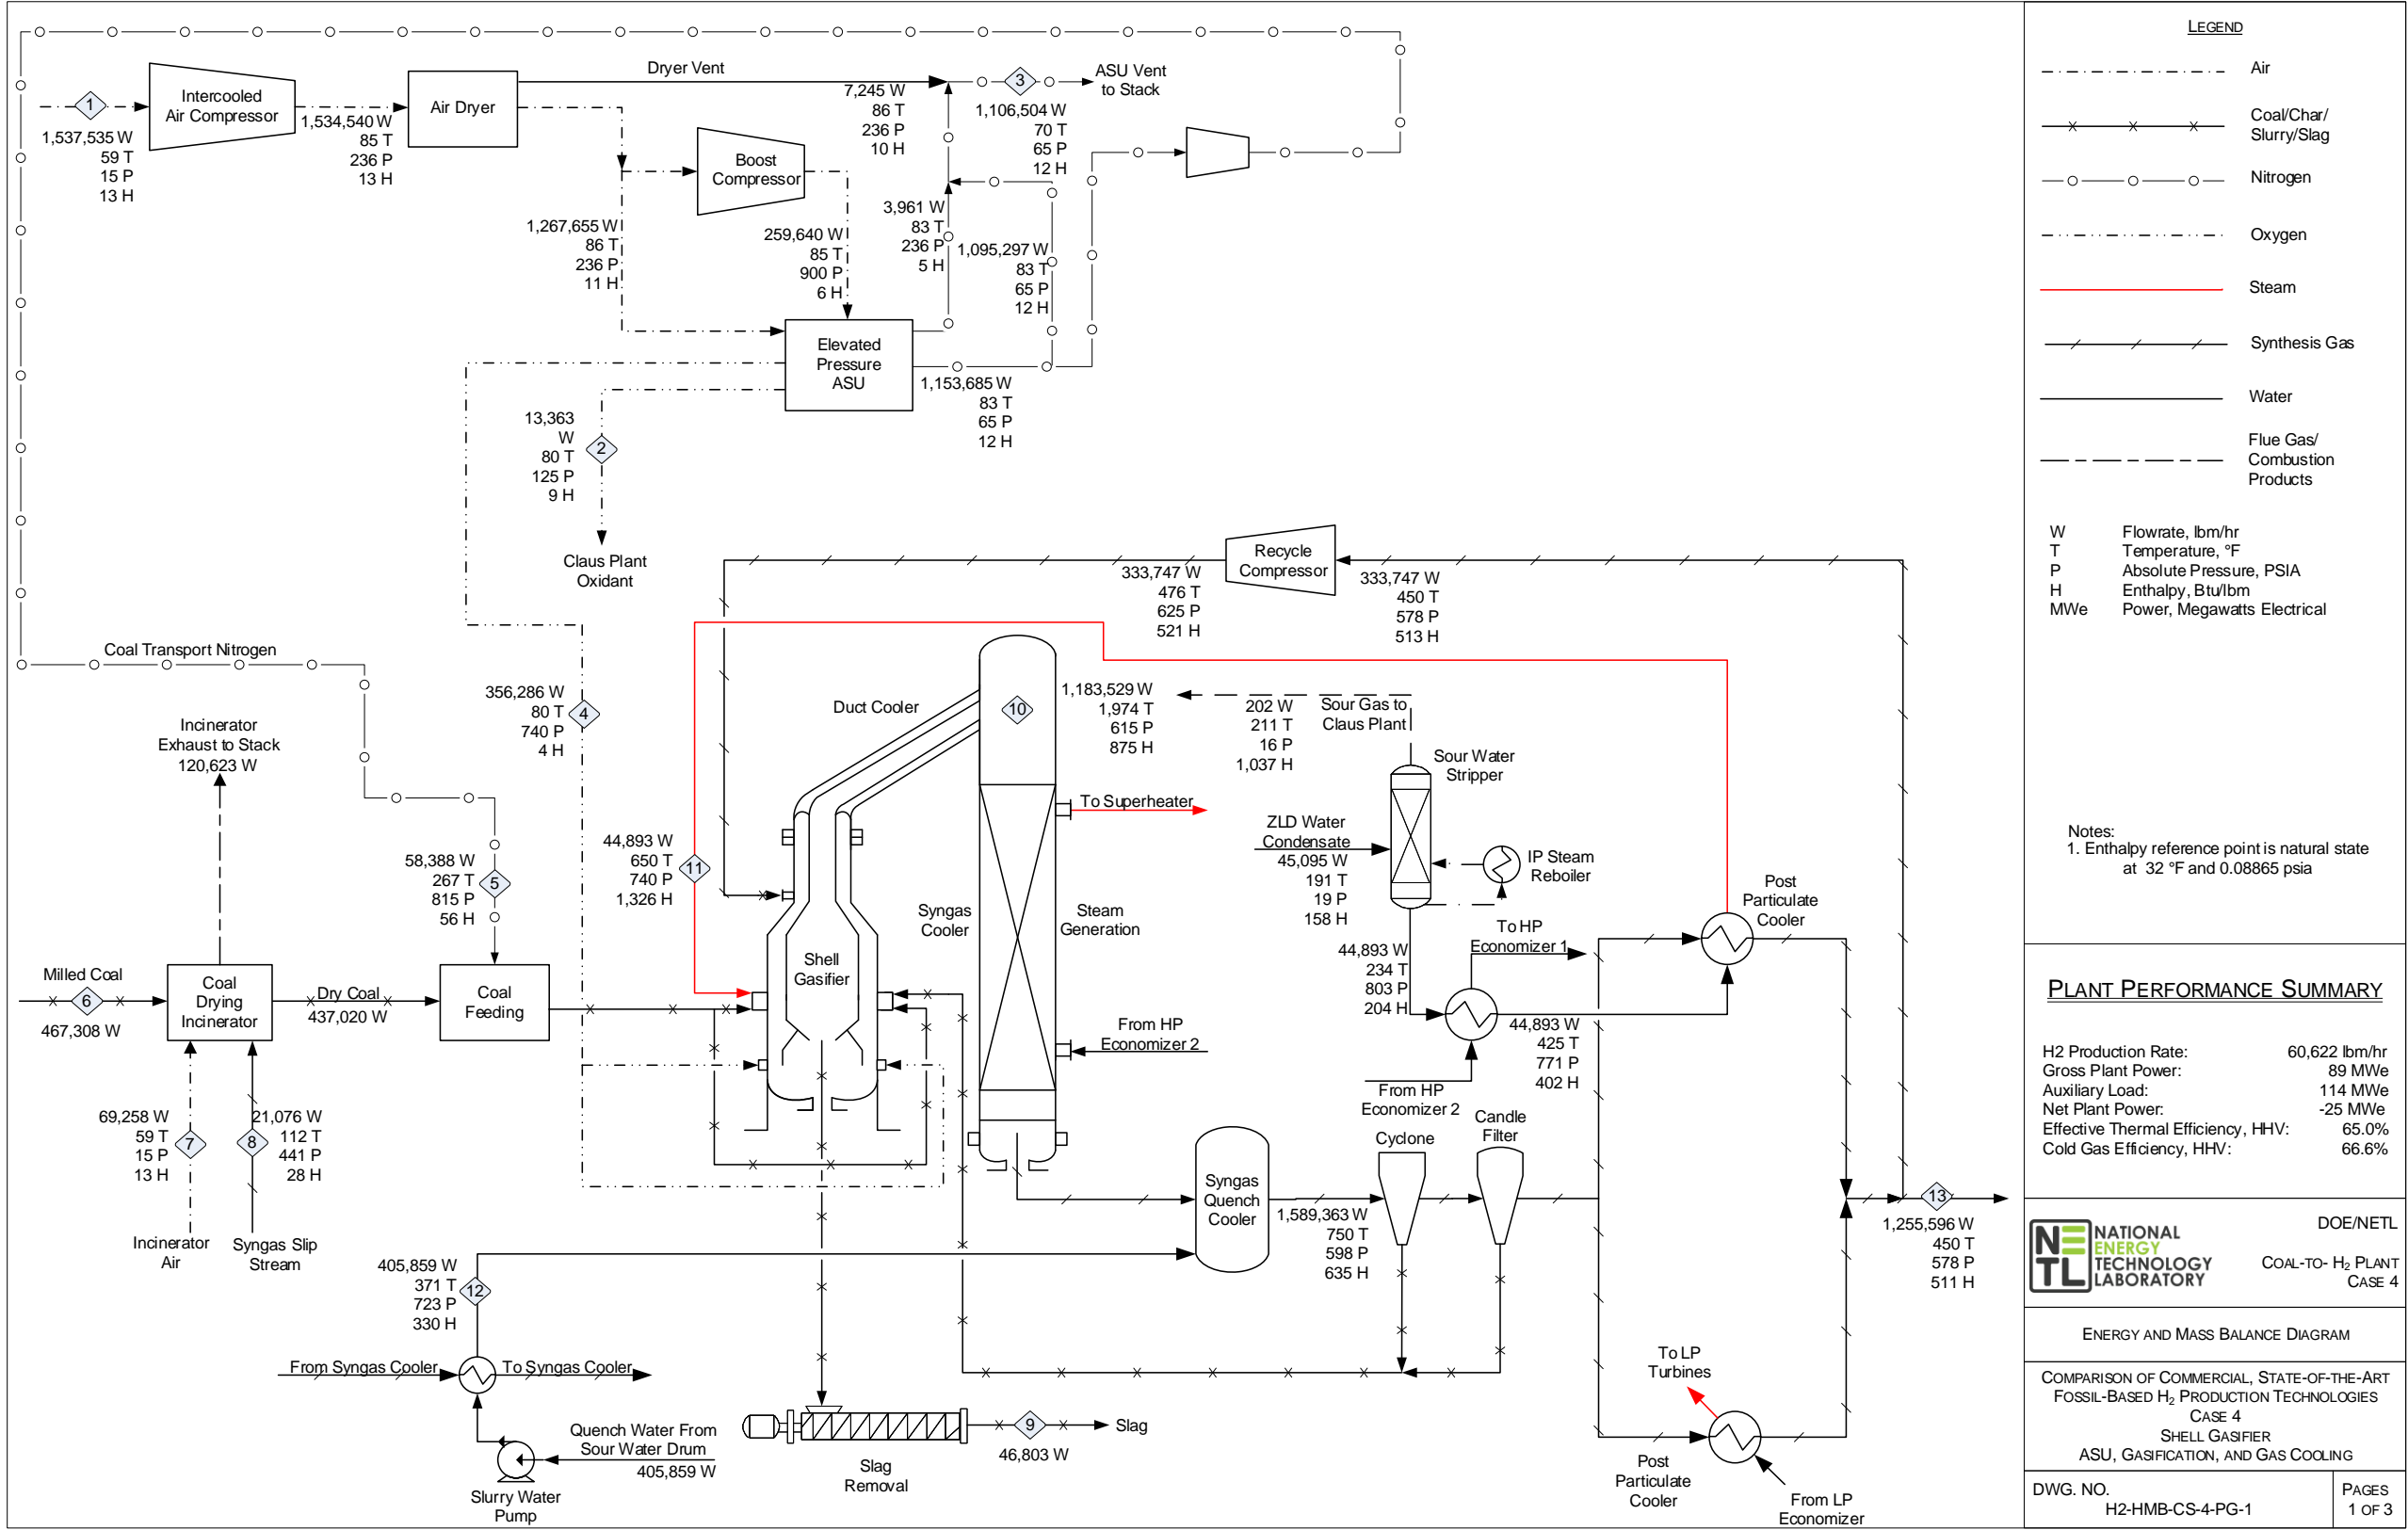 Dryer Vent
1
Intercooled
Air Compressor
1,537,535 W
59 T
15 P
13 H
1,534,540 W
85 T
236 P
13 H
Air Dryer
7,245 W
86 T
236 P
10 H
3
ASU Vent
to Stack
1,106,504 W
70 T
65 P
12 H
Boost
Compressor
1,267,655 W
86 T
236 P
11 H
259,640 W
85 T
900 P
6 H
3,961 W
83 T
236 P
5 H
1,095,297 W
83 T
65 P
12 H
Elevated
Pressure
ASU
1,153,685 W
83 T
65 P
12 H
13,363
W
80 T
125 P
9 H
2
Claus Plant
Oxidant
Recycle
Compressor
333,747 W
476 T
625 P
521 H
333,747 W
450 T
578 P
513 H
Coal Transport Nitrogen
356,286 W
80 T
740 P
4 H
4
Duct Cooler
10
1,183,529 W
1,974 T
615 P
875 H
202 W
211 T
16 P
1,037 H
Sour Gas to
Claus Plant
Sour Water
Stripper
Incinerator
Exhaust to Stack
120,623 W
To Superheater
ZLD Water
Condensate
45,095 W
191 T
19 P
158 H
IP Steam
Reboiler
44,893 W
650 T
740 P
1,326 H
11
58,388 W
267 T
815 P
56 H
5
Syngas
Cooler
Steam
Generation
Shell
Gasifier
Post
Particulate
Cooler
To HP
Economizer 1
44,893 W
234 T
803 P
204 H
44,893 W
425 T
771 P
402 H
From HP
Economizer 2
From HP
Economizer 2
Milled Coal
6
467,308 W
Coal
Drying
Incinerator
Dry Coal
437,020 W
Coal
Feeding
69,258 W
59 T
15 P
13 H
7
8
21,076 W
112 T
441 P
28 H
Incinerator
Air
Syngas Slip
Stream
Syngas
Quench
Cooler
Cyclone
Candle
Filter
1,589,363 W
750 T
598 P
635 H
13
1,255,596 W
450 T
578 P
511 H
405,859 W
371 T
723 P
330 H
12
From Syngas Cooler
To Syngas Cooler
Quench Water From
Sour Water Drum
405,859 W
Slurry Water
Pump
Slag
Removal
9
46,803 W
Slag
To LP
Turbines
Post
Particulate
Cooler
From LP
Economizer
LEGEND
Air
Coal/Char/
Slurry/Slag
Nitrogen
Oxygen
Steam
Synthesis Gas
Water
Flue Gas/
Combustion
Products
W Flowrate, lbm/hr
T Temperature, °F
P Absolute Pressure, PSIA
H Enthalpy, Btu/lbm
MWe Power, Megawatts Electrical
Notes:
1. Enthalpy reference point is natural state
at 32 °F and 0.08865 psia
PLANT PERFORMANCE SUMMARY
H2 Production Rate: 60,622 lbm/hr
Gross Plant Power: 89 MWe
Auxiliary Load: 114 MWe
Net Plant Power: -25 MWe
Effective Thermal Efficiency, HHV: 65.0%
Cold Gas Efficiency, HHV: 66.6%
NETL
NATIONAL
ENERGY
TECHNOLOGY
LABORATORY
DOE/NETL
COAL-TO- H2 PLANT
CASE 4
ENERGY AND MASS BALANCE DIAGRAM
COMPARISON OF COMMERCIAL, STATE-OF-THE-ART
FOSSIL-BASED H2 PRODUCTION TECHNOLOGIES
CASE 4
SHELL GASIFIER
ASU, GASIFICATION, AND GAS COOLING
DWG. NO.
H2-HMB-CS-4-PG-1
PAGES
1 OF 3